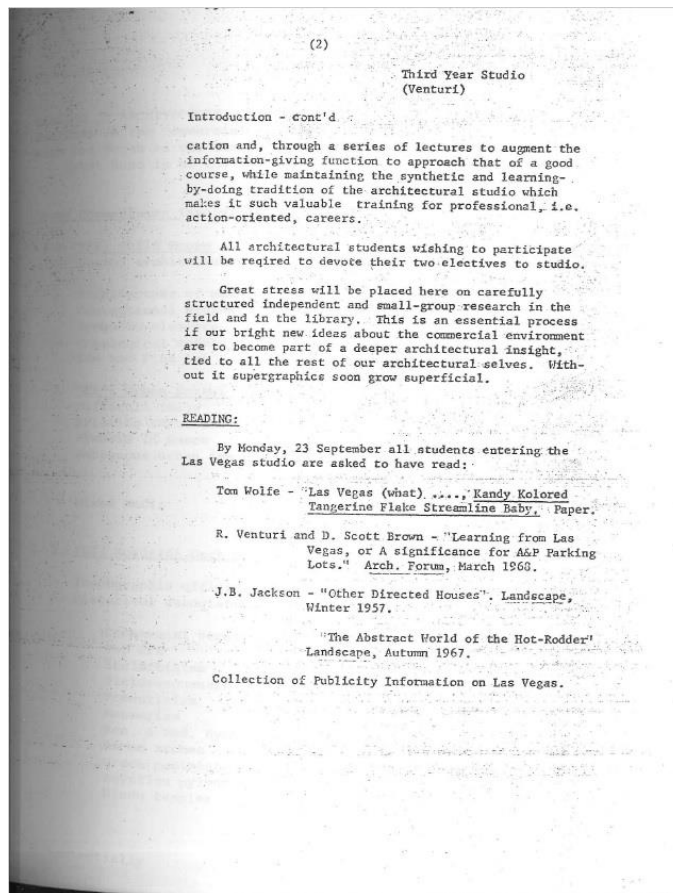 (2)
Third Year Studio
(Venturi)
Introduction - cont'd
cation and, through a series of lectures to augment the
information-giving function to approach that of a good
course, while maintaining the synthetic and learning-
by-doing tradition of the architectural studio which
makes it such valuable training for professional, i.e.
action-oriented, careers.
All architectural students wishing to participate
will be reqired to devote their two electives to studio.
Great stress will be placed here on carefully
structured independent and small-group research in the
field and in the library. This is an essential process
if our bright new ideas about the commercial environment
are to become part of a deeper architectural insight,
tied to all the rest of our architectural selves. With-
out it supergraphics soon grow superficial.
READING:
By Monday, 23 September all students entering the
Las Vegas studio are asked to have read:
Tom Wolfe - "Las Vegas (what) ....," Kandy Kolored
Tangerine Flake Streamline Baby, Paper.
R. Venturi and D. Scott Brown - "Learning from Las
Vegas, or A significance for A&P Parking
Lots." Arch. Forum, March 1968.
J.B. Jackson - "Other Directed Houses". Landscape,
Winter 1957.
"The Abstract World of the Hot-Rodder"
Landscape, Autumn 1967.
Collection of Publicity Information on Las Vegas.